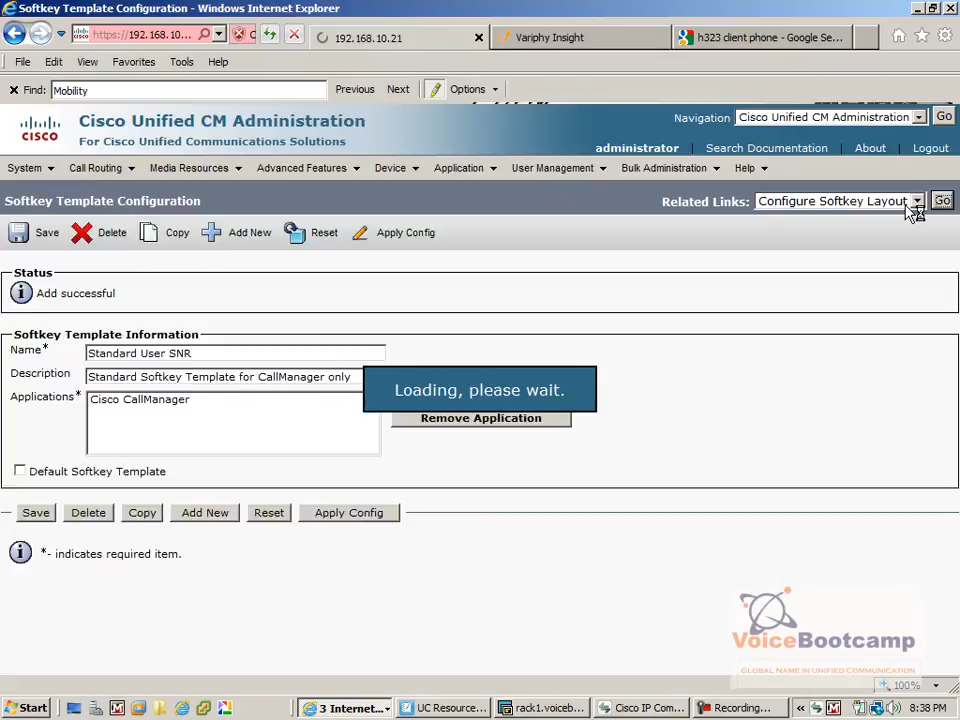 Softkey Template Configuration - Windows Internet Explorer
https://192.168.10...
192.168.10.21
Variphy Insight
h323 client phone - Google Se...
File Edit View Favorites Tools Help
Find: Mobility Previous Next Options
CISCO
Cisco Unified CM Administration
For Cisco Unified Communications Solutions
Navigation Cisco Unified CM Administration Go
administrator Search Documentation About Logout
System Call Routing Media Resources Advanced Features Device Application User Management Bulk Administration Help
Softkey Template Configuration
Related Links: Configure Softkey Layout Go
Save Delete Copy Add New Reset Apply Config
Status
Add successful
Softkey Template Information
Name* Standard User SNR
Description Standard Softkey Template for CallManager only
Applications* Cisco CallManager
Loading, please wait.
Remove Application
Default Softkey Template
Save Delete Copy Add New Reset Apply Config
*- indicates required item.
VoiceBootcamp
GLOBAL NAME IN UNIFIED COMMUNICATION
100%
Start 3 Internet... UC Resource... rack1.voiceb... Cisco IP Com... Recording... 8:38 PM